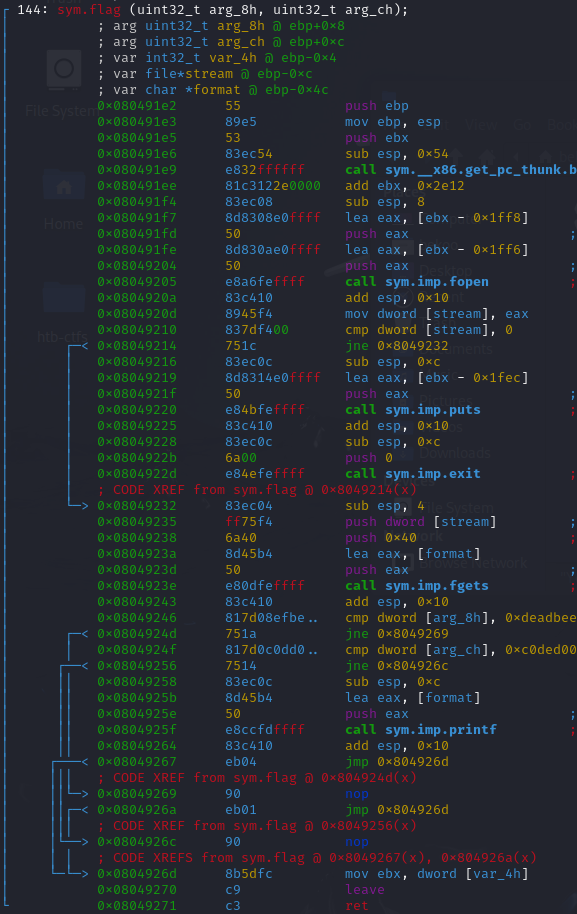 144: sym.flag (uint32_t arg_8h, uint32_t arg_ch);
; arg uint32_t arg_8h @ ebp+0×8
; arg uint32_t arg_ch @ ebp+0×c
; var int32_t var_4h @ ebp-0×4
; var file*stream @ ebp-0×c
; var char *format @ ebp-0×4c
0×080491e2 55 push ebp
0×080491e3 89e5 mov ebp, esp
0×080491e5 53 push ebx
0×080491e6 83ec54 sub esp, 0×54
0×080491e9 e832ffffff call sym.__x86.get_pc_thunk.b
0×080491ee 81c3122e0000 add ebx, 0×2e12
0×080491f4 83ec08 sub esp, 8
0×080491f7 8d8308e0ffff lea eax, [ebx - 0×1ff8]
0×080491fd 50 push eax ;
0×080491fe 8d830ae0ffff lea eax, [ebx - 0×1ff6]
0×08049204 50 push eax ;
0×08049205 e8a6feffff call sym.imp.fopen ;
0×0804920a 83c410 add esp, 0×10
0×0804920d 8945f4 mov dword [stream], eax
0×08049210 837df400 cmp dword [stream], 0
0×08049214 751c jne 0×8049232
0×08049216 83ec0c sub esp, 0×c
0×08049219 8d8314e0ffff lea eax, [ebx - 0×1fec]
0×0804921f 50 push eax ;
0×08049220 e84bfeffff call sym.imp.puts ;
0×08049225 83c410 add esp, 0×10
0×08049228 83ec0c sub esp, 0×c
0×0804922b 6a00 push 0
0×0804922d e84efeffff call sym.imp.exit ;
; CODE XREF from sym.flag @ 0×8049214(x)
0×08049232 83ec04 sub esp, 4
0×08049235 ff75f4 push dword [stream] ;
0×08049238 6a40 push 0×40 ;
0×0804923a 8d45b4 lea eax, [format]
0×0804923d 50 push eax ;
0×0804923e e80dfeffff call sym.imp.fgets ;
0×08049243 83c410 add esp, 0×10
0×08049246 817d08efbe.. cmp dword [arg_8h], 0×deadbee
0×0804924d 751a jne 0×8049269
0×0804924f 817d0c0dd0.. cmp dword [arg_ch], 0×c0ded00
0×08049256 7514 jne 0×804926c
0×08049258 83ec0c sub esp, 0×c
0×0804925b 8d45b4 lea eax, [format]
0×0804925e 50 push eax ;
0×0804925f e8ccfdffff call sym.imp.printf ;
0×08049264 83c410 add esp, 0×10
0×08049267 eb04 jmp 0×804926d
; CODE XREF from sym.flag @ 0×804924d(x)
0×08049269 90 nop
0×0804926a eb01 jmp 0×804926d
; CODE XREF from sym.flag @ 0×8049256(x)
0×0804926c 90 nop
; CODE XREFS from sym.flag @ 0×8049267(x), 0×804926a(x)
0×0804926d 8b5dfc mov ebx, dword [var_4h]
0×08049270 c9 leave
0×08049271 c3 ret
File System
Home
htb-ctfs
View
Go
Downloads
File System
Browse Network